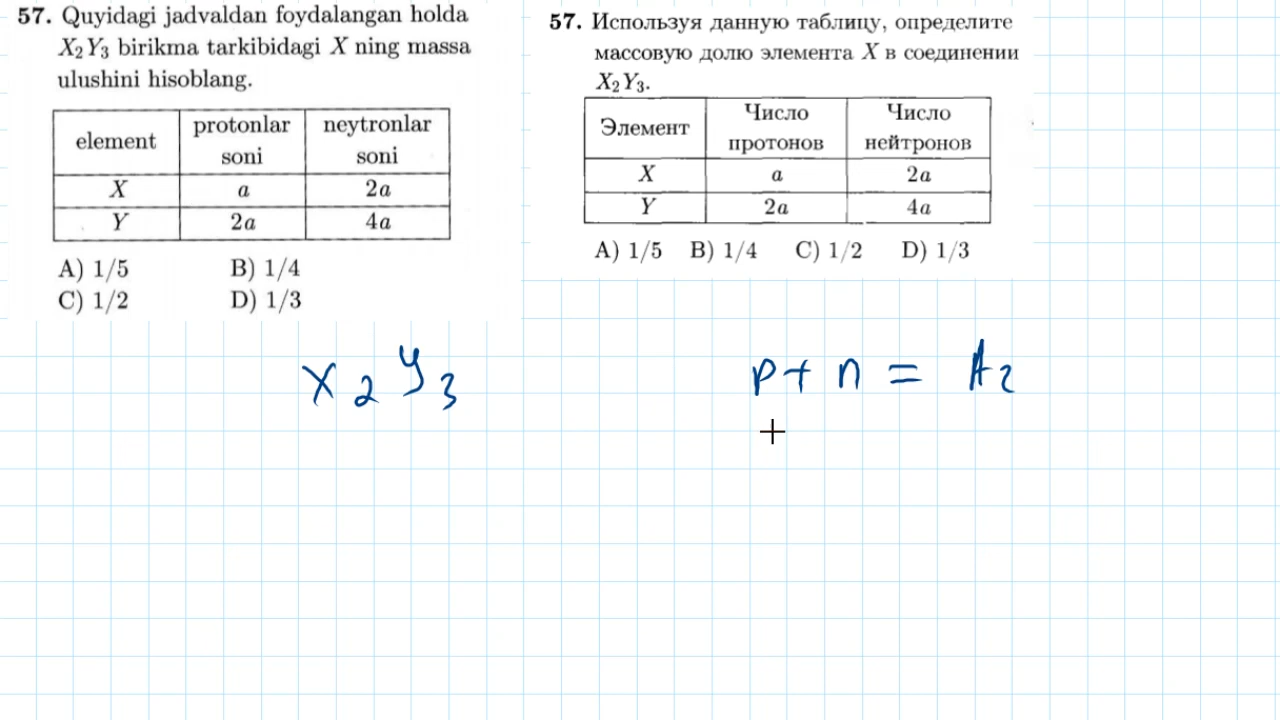 57. Quyidagi jadvaldan foydalangan holda
X₂Y₃ birikma tarkibidagi X ning massa
ulushini hisoblang.
element protonlar soni neytronlar soni
X a 2a
Y 2a 4a
A) 1/5 B) 1/4
C) 1/2 D) 1/3
57. Используя данную таблицу, определите
массовую долю элемента X в соединении
X₂Y₃.
Элемент Число протонов Число нейтронов
X a 2a
Y 2a 4a
A) 1/5 B) 1/4 C) 1/2 D) 1/3
X₂Y₃
p + n = Ar